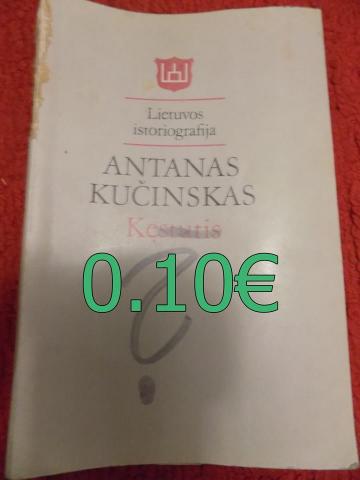 Lietuvos
istoriografija
ANTANAS
KUČINSKAS
Kęstutis
0.10€
?